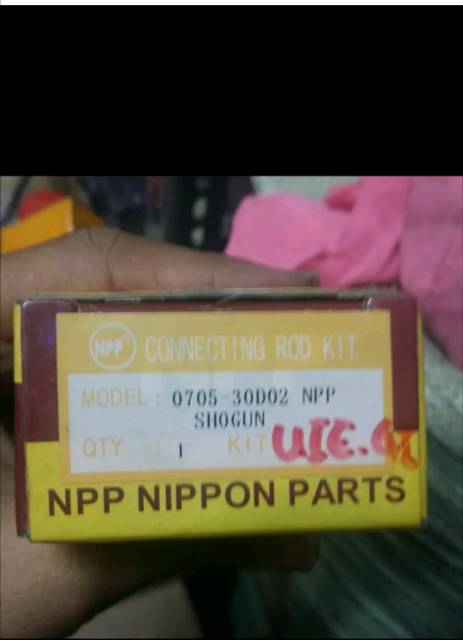 NPP CONNECTING ROD KIT
MODEL : 0705-30D02 NPP
SHOGUN
QTY : 1 KIT
NPP NIPPON PARTS